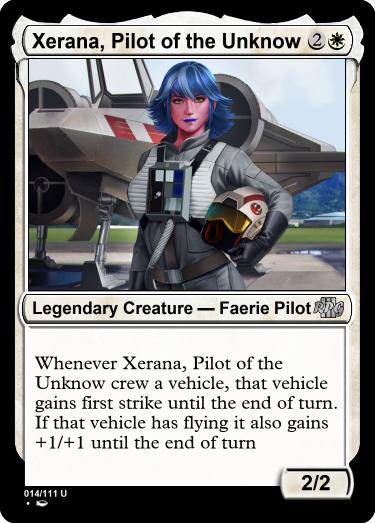 Xerana, Pilot of the Unknow 2
Legendary Creature — Faerie Pilot RPG
Whenever Xerana, Pilot of the
Unknow crew a vehicle, that vehicle
gains first strike until the end of turn.
If that vehicle has flying it also gains
+1/+1 until the end of turn
2/2
014/111 U